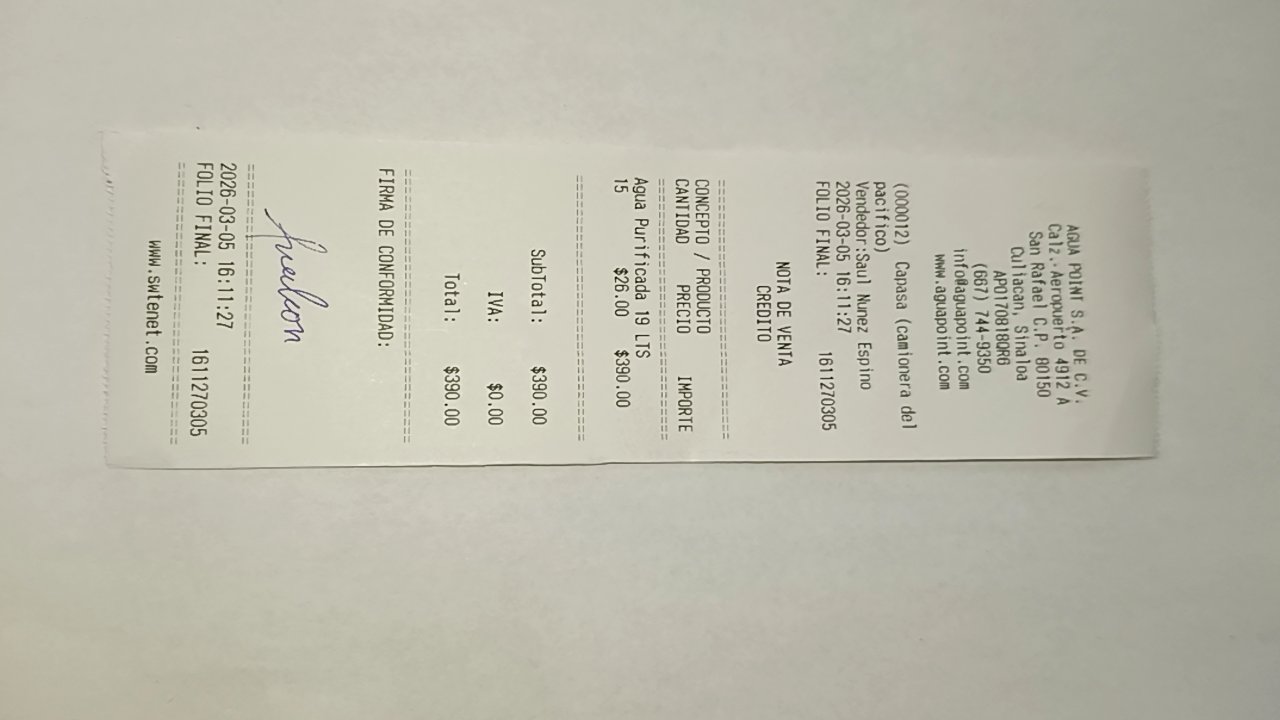 AGUA POINT S.A. DE C.V.
Calz. Aeropuerto 4912 A
San Rafael C.P. 80150
Culiacan, Sinaloa
APO170818QR6
(667) 744-9350
info@aguapoint.com
www.aguapoint.com
(000012) Capasa (camionera del
pacifico)
Vendedor:Saul Nunez Espino
2026-03-05 16:11:27
FOLIO FINAL: 1611270305
NOTA DE VENTA
CREDITO
CONCEPTO / PRODUCTO
CANTIDAD PRECIO IMPORTE
Agua Purificada 19 LTS
15 $26.00 $390.00
SubTotal: $390.00
IVA: $0.00
Total: $390.00
FIRMA DE CONFORMIDAD:
2026-03-05 16:11:27
FOLIO FINAL: 1611270305
www.swtenet.com